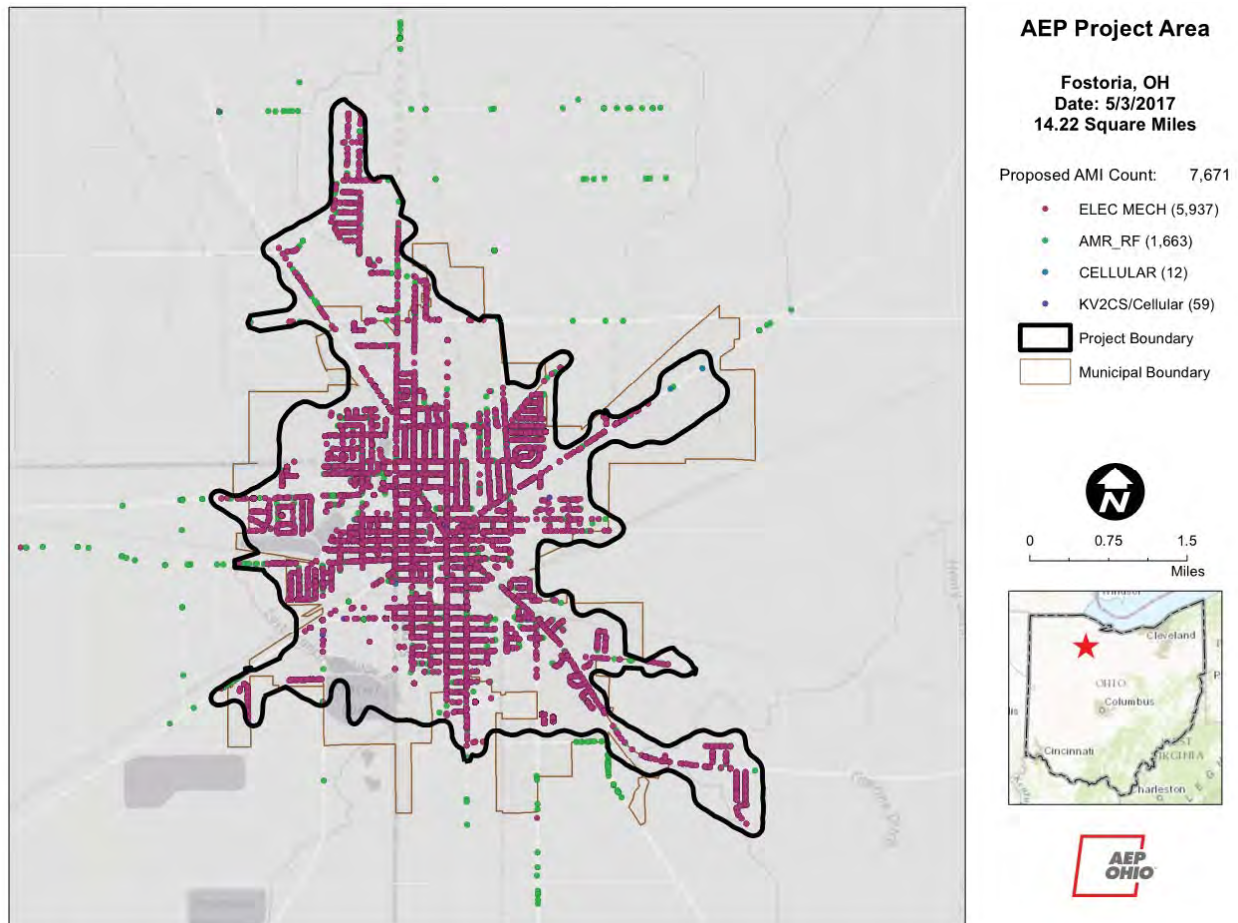 AEP Project Area
Fostoria, OH
Date: 5/3/2017
14.22 Square Miles
Proposed AMI Count: 7,671
ELEC MECH (5,937)
AMR_RF (1,663)
CELLULAR (12)
KV2CS/Cellular (59)
Project Boundary
Municipal Boundary
N
0 0.75 1.5
Miles
Windsor
Cleveland
OHIO
Columbus
Cincinnati
Charleston
AEP
OHIO